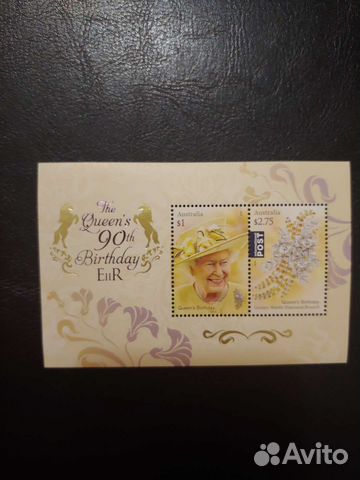 The
Queen's
90th
Birthday
EIIR
Australia
$1
Queen's Birthday
Australia
$2.75
POST
Queen's Birthday
Avito